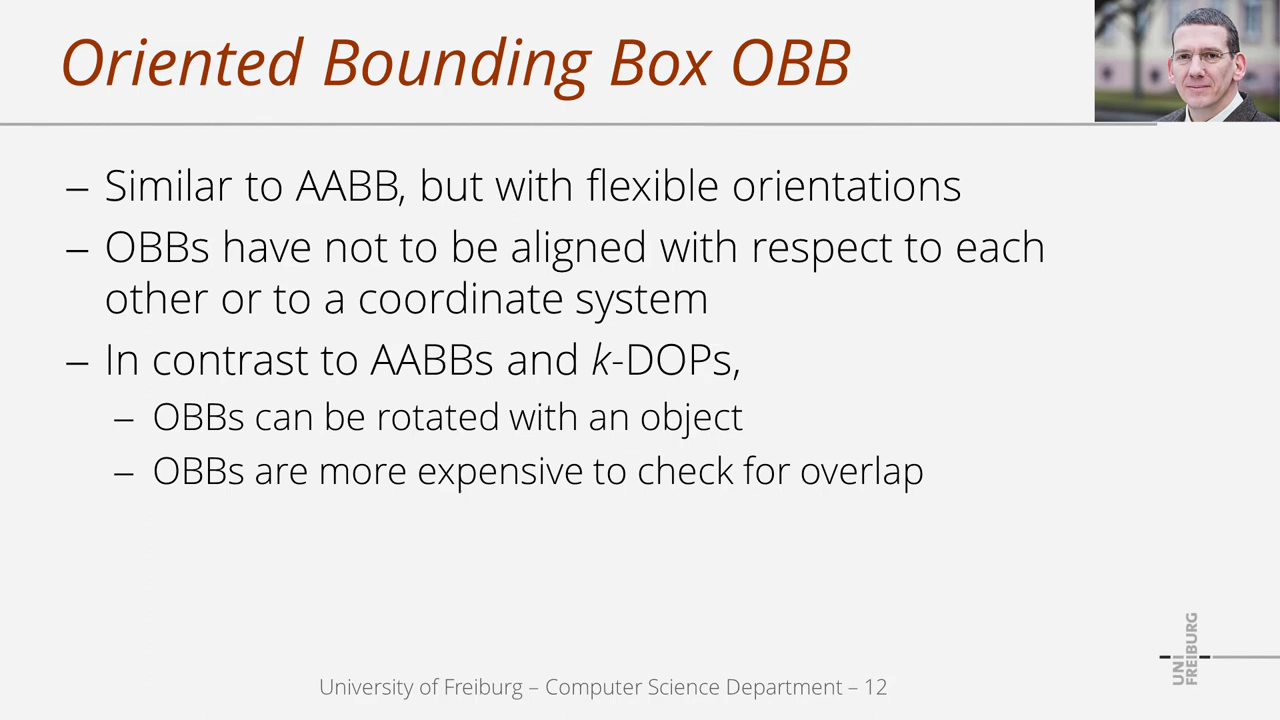 Oriented Bounding Box OBB
– Similar to AABB, but with flexible orientations
– OBBs have not to be aligned with respect to each
other or to a coordinate system
– In contrast to AABBs and k-DOPs,
– OBBs can be rotated with an object
– OBBs are more expensive to check for overlap
University of Freiburg – Computer Science Department – 12
UNI
FREIBURG